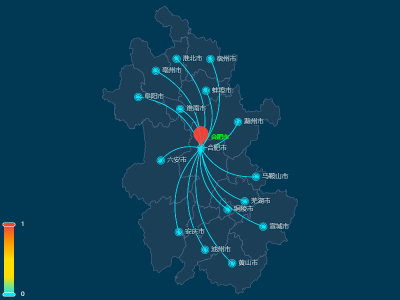 淮北市
宿州市
亳州市
蚌埠市
阜阳市
淮南市
滁州市
合肥市
合肥市
六安市
马鞍山市
芜湖市
铜陵市
宣城市
安庆市
池州市
黄山市
1
0